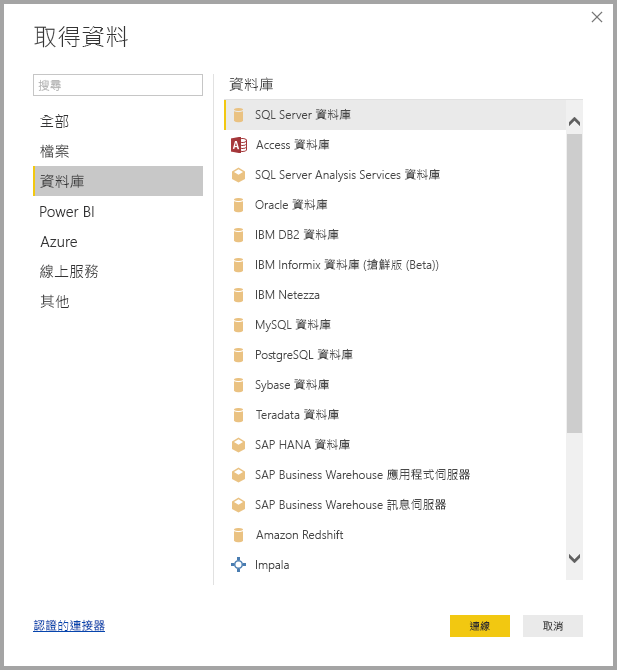 取得資料
搜尋
全部
檔案
資料庫
Power BI
Azure
線上服務
其他
資料庫
SQL Server 資料庫
Access 資料庫
SQL Server Analysis Services 資料庫
Oracle 資料庫
IBM DB2 資料庫
IBM Informix 資料庫 (搶鮮版 (Beta))
IBM Netezza
MySQL 資料庫
PostgreSQL 資料庫
Sybase 資料庫
Teradata 資料庫
SAP HANA 資料庫
SAP Business Warehouse 應用程式伺服器
SAP Business Warehouse 訊息伺服器
Amazon Redshift
Impala
認證的連接器
連線
取消